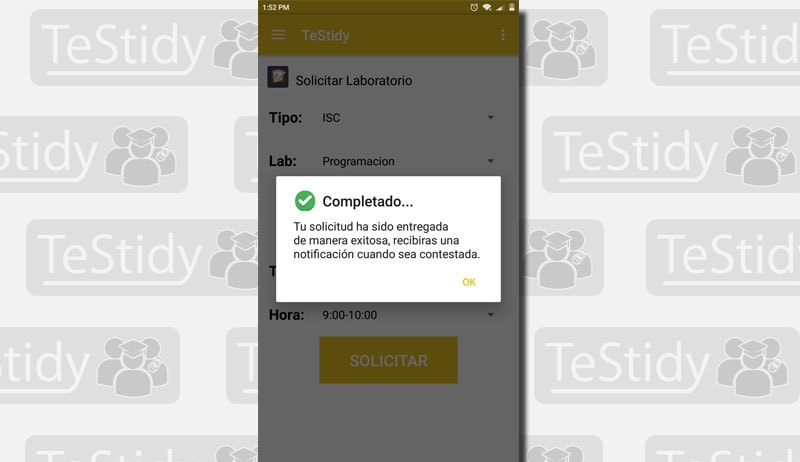 1:52 PM
TeStidy
Solicitar Laboratorio
Tipo: ISC
Lab: Programacion
Completado...
Tu solicitud ha sido entregada
de manera exitosa, recibiras una
notificación cuando sea contestada.
OK
Hora: 9:00-10:00
SOLICITAR
TeStidy
TeStidy
Stidy
TeStidy
TeStidy
TeStidy
Stidy
TeStidy
TeStidy
TeStidy